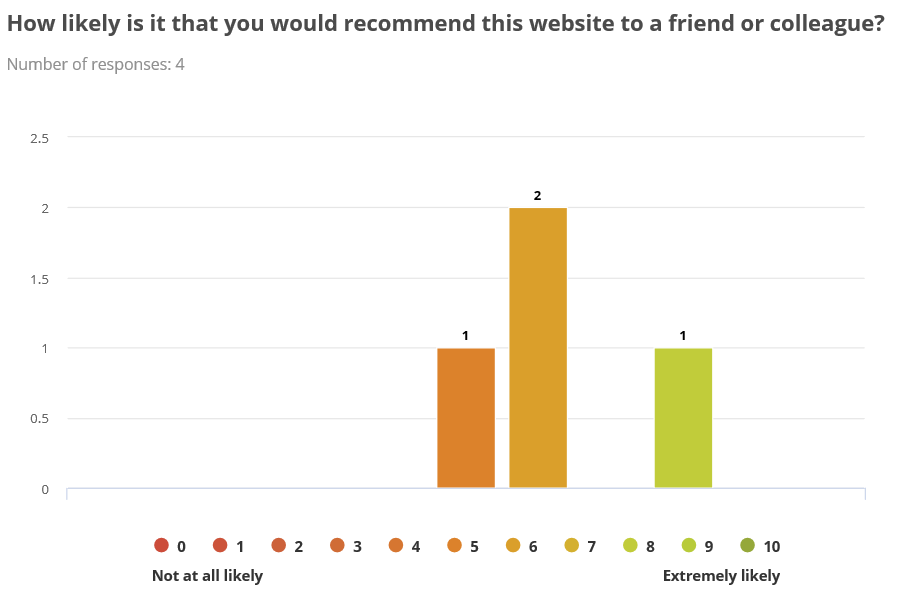 How likely is it that you would recommend this website to a friend or colleague?
Number of responses: 4
2.5
2
2
1.5
1
1
1
0.5
0
0 1 2 3 4 5 6 7 8 9 10
Not at all likely Extremely likely